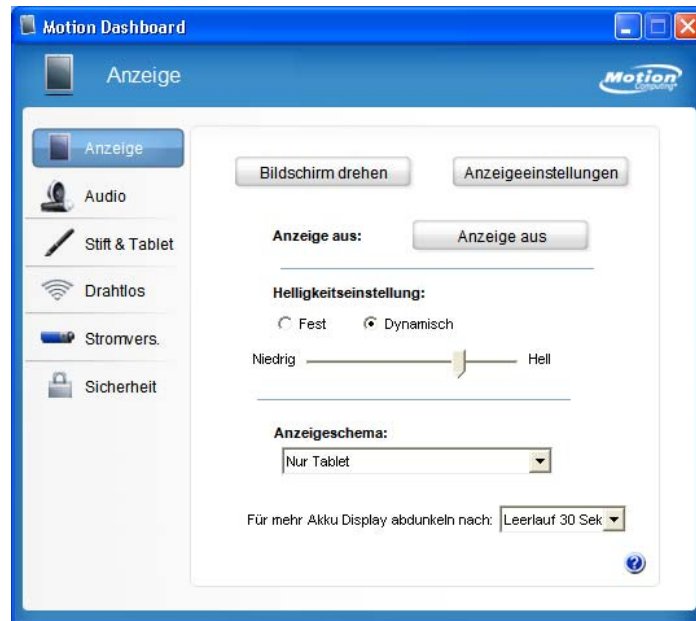 Motion Dashboard
Anzeige
Motion
Computing
Anzeige
Audio
Stift & Tablet
Drahtlos
Stromvers.
Sicherheit
Bildschirm drehen
Anzeigeeinstellungen
Anzeige aus:
Anzeige aus
Helligkeitseinstellung:
Fest
Dynamisch
Niedrig
Hell
Anzeigeschema:
Nur Tablet
Für mehr Akku Display abdunkeln nach:
Leerlauf 30 Sek